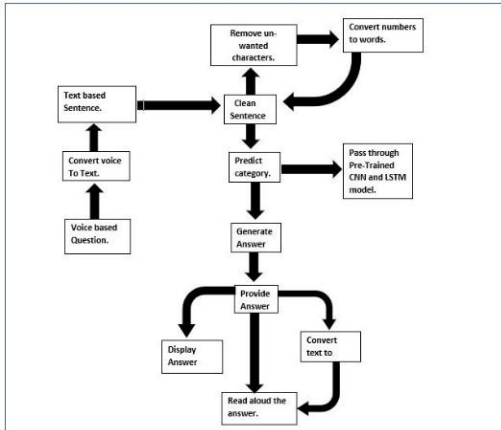 Remove un-
wanted
characters.
Convert numbers
to words.
Text based
Sentence.
Clean
Sentence
Convert voice
To Text.
Predict
category.
Pass through
Pre-Trained
CNN and LSTM
model.
Voice based
Question.
Generate
Answer
Provide
Answer
Display
Answer
Convert
text to
Read aloud the
answer.